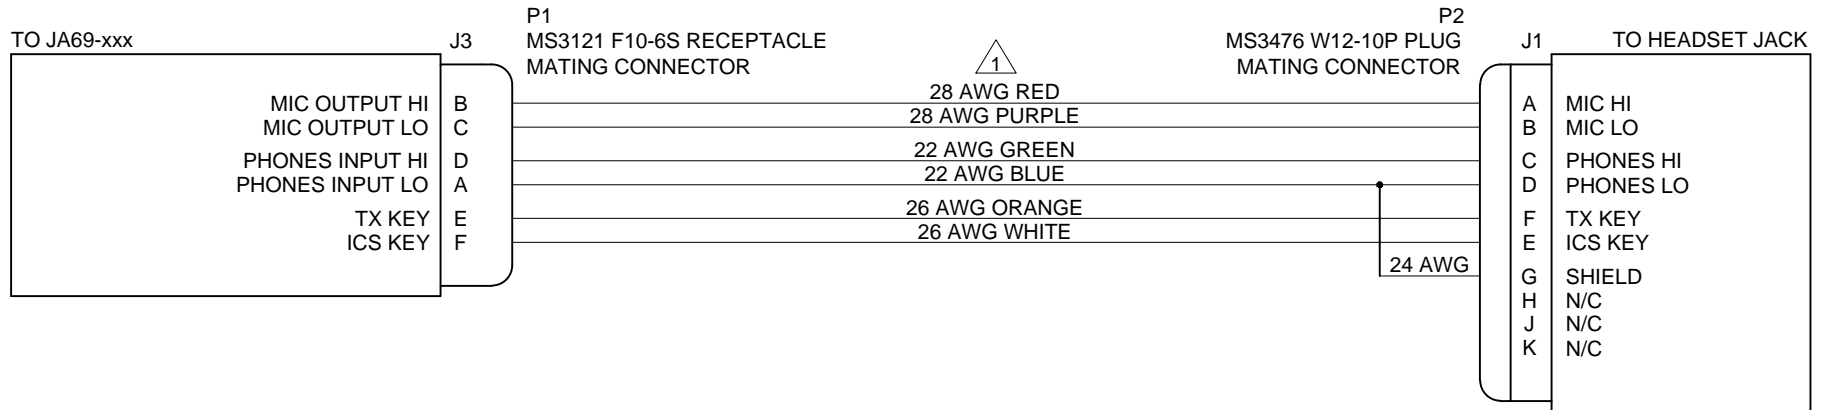 P1
P2
TO JA69-xxx
J3
MS3121 F10-6S RECEPTACLE
MATING CONNECTOR
1
MS3476 W12-10P PLUG
MATING CONNECTOR
J1
TO HEADSET JACK
MIC OUTPUT HI B
28 AWG RED
A MIC HI
MIC OUTPUT LO C
28 AWG PURPLE
B MIC LO
PHONES INPUT HI D
22 AWG GREEN
C PHONES HI
PHONES INPUT LO A
22 AWG BLUE
D PHONES LO
TX KEY E
26 AWG ORANGE
F TX KEY
ICS KEY F
26 AWG WHITE
E ICS KEY
24 AWG
G SHIELD
H N/C
J N/C
K N/C